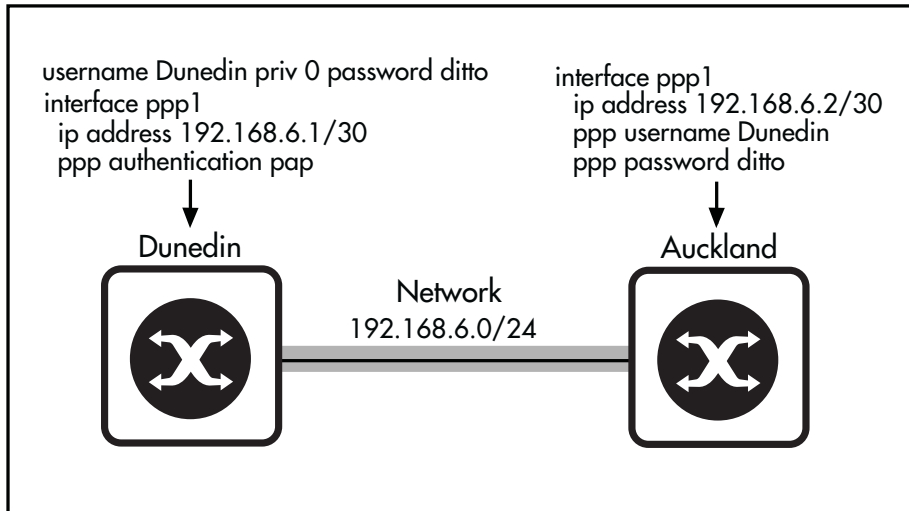 username Dunedin priv 0 password ditto
interface ppp1
ip address 192.168.6.1/30
ppp authentication pap
interface ppp1
ip address 192.168.6.2/30
ppp username Dunedin
ppp password ditto
Dunedin
Auckland
Network
192.168.6.0/24